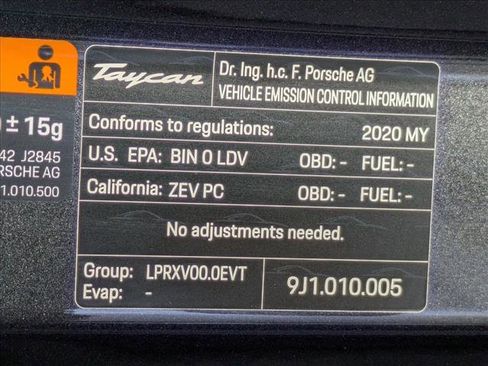 Taycan
Dr. Ing. h.c. F. Porsche AG
VEHICLE EMISSION CONTROL INFORMATION
Conforms to regulations: 2020 MY
U.S. EPA: BIN 0 LDV OBD: - FUEL: -
California: ZEV PC OBD: - FUEL: -
No adjustments needed.
Group: LPRXV00.0EVT
Evap: -
9J1.010.005
± 15g
42 J2845
RSCHE AG
1.010.500